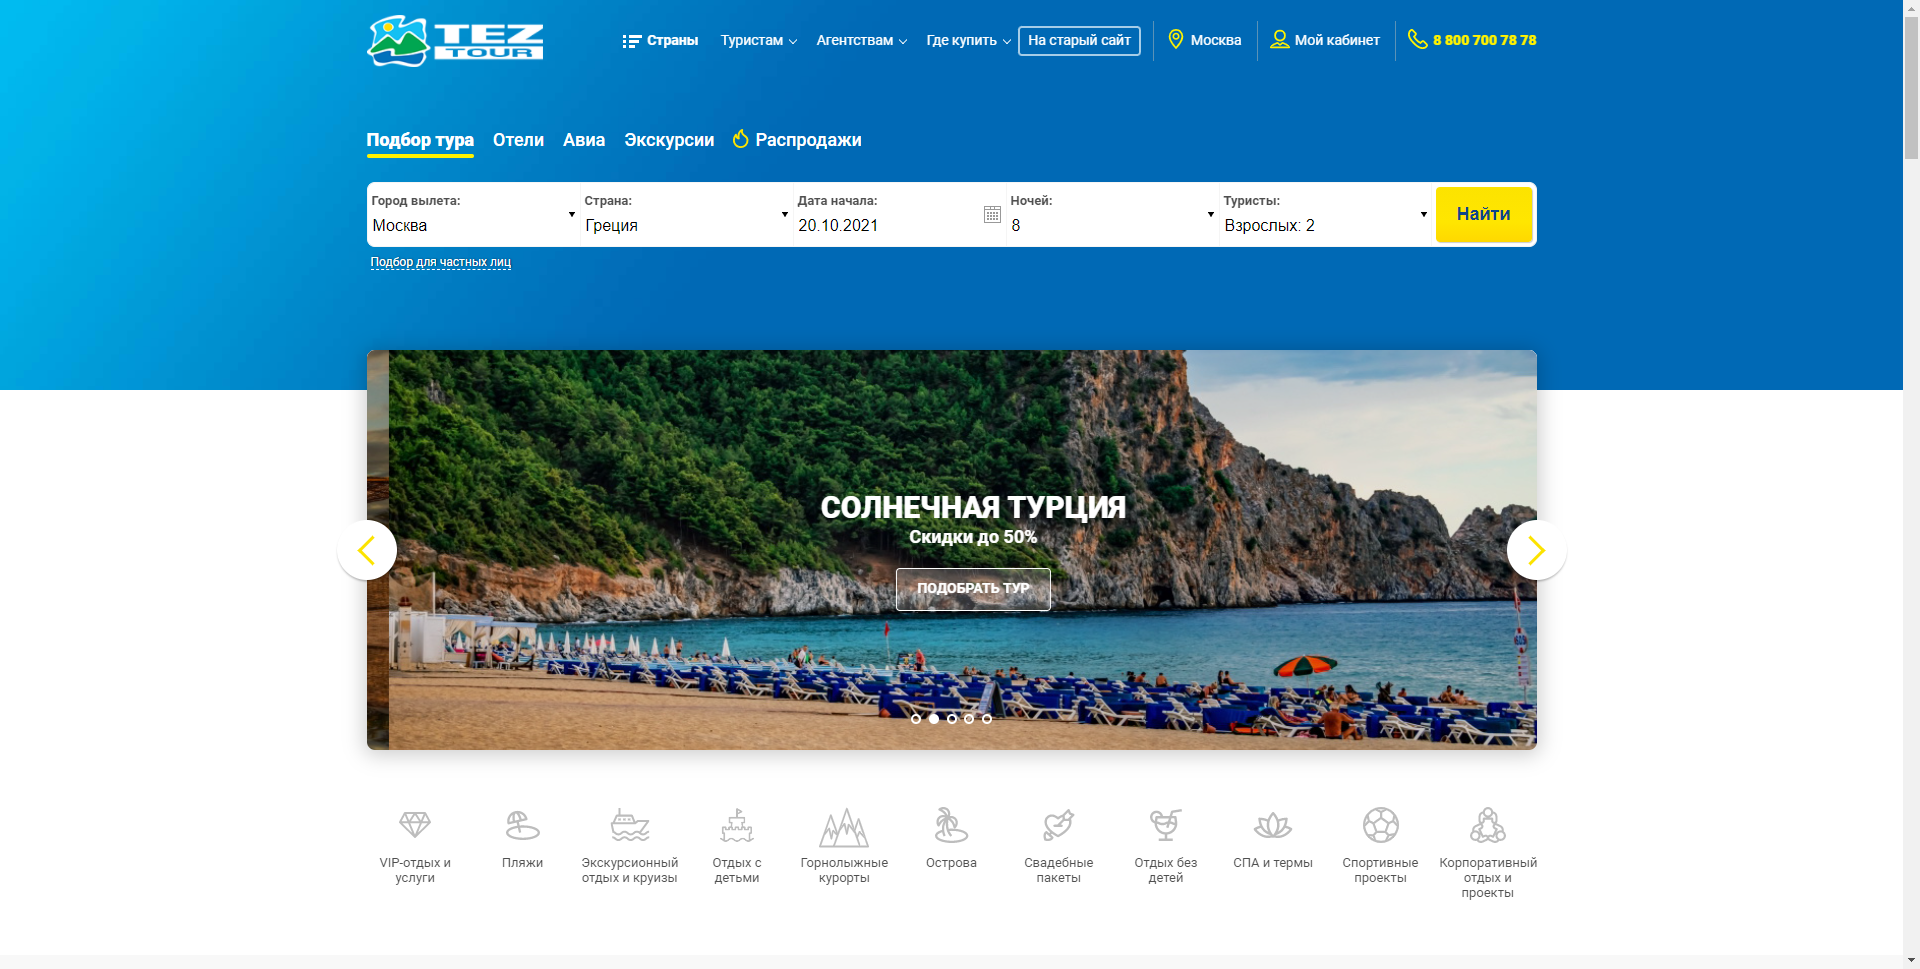 TEZ
TOUR
Страны
Туристам
Агентствам
Где купить
На старый сайт
Москва
Мой кабинет
8 800 700 78 78
Подбор тура
Отели
Авиа
Экскурсии
Распродажи
Город вылета:
Москва
Страна:
Греция
Дата начала:
20.10.2021
Ночей:
8
Туристы:
Взрослых: 2
Найти
Подбор для частных лиц
СОЛНЕЧНАЯ ТУРЦИЯ
Скидки до 50%
ПОДОБРАТЬ ТУР
VIP-отдых и
услуги
Пляжи
Экскурсионный
отдых и круизы
Отдых с
детьми
Горнолыжные
курорты
Острова
Свадебные
пакеты
Отдых без
детей
СПА и термы
Спортивные
проекты
Корпоративный
отдых и
проекты